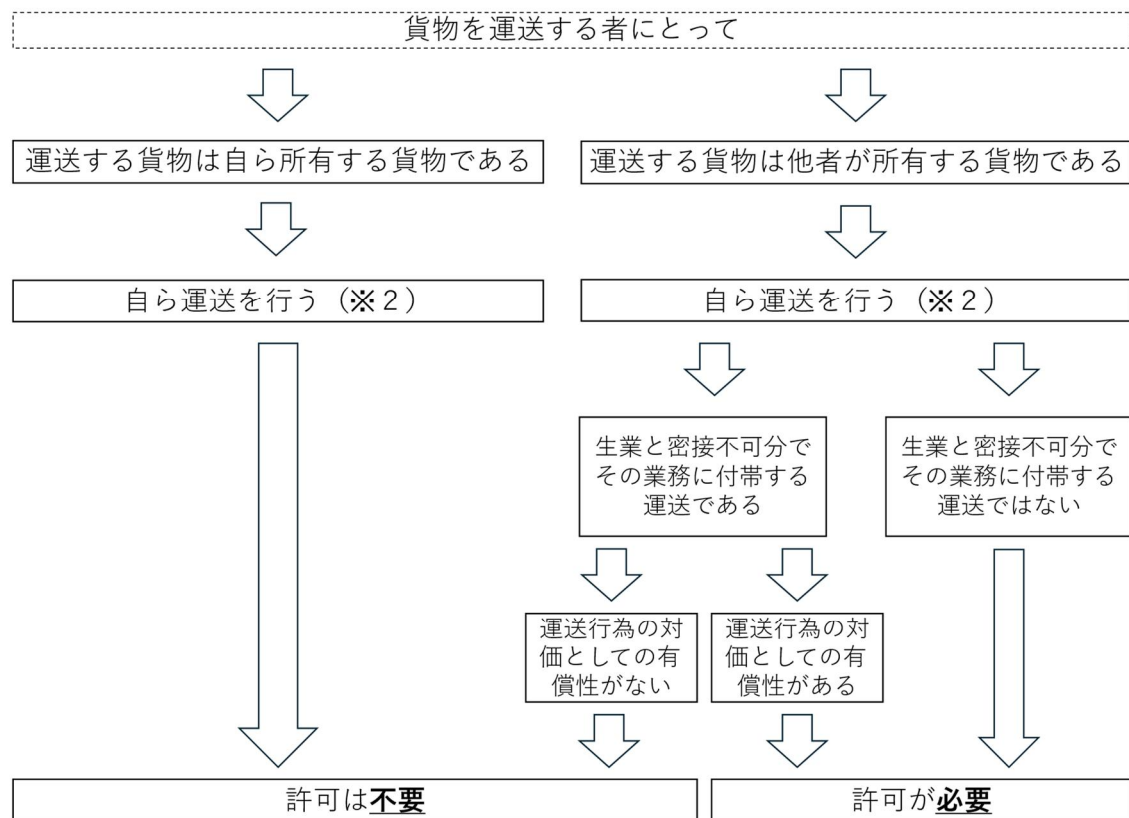 貨物を運送する者にとって
運送する貨物は自ら所有する貨物である
運送する貨物は他者が所有する貨物である
自ら運送を行う（※２）
自ら運送を行う（※２）
生業と密接不可分で
その業務に付帯する
運送である
生業と密接不可分で
その業務に付帯する
運送ではない
運送行為の対
価としての有
償性がない
運送行為の対
価としての有
償性がある
許可は不要
許可が必要